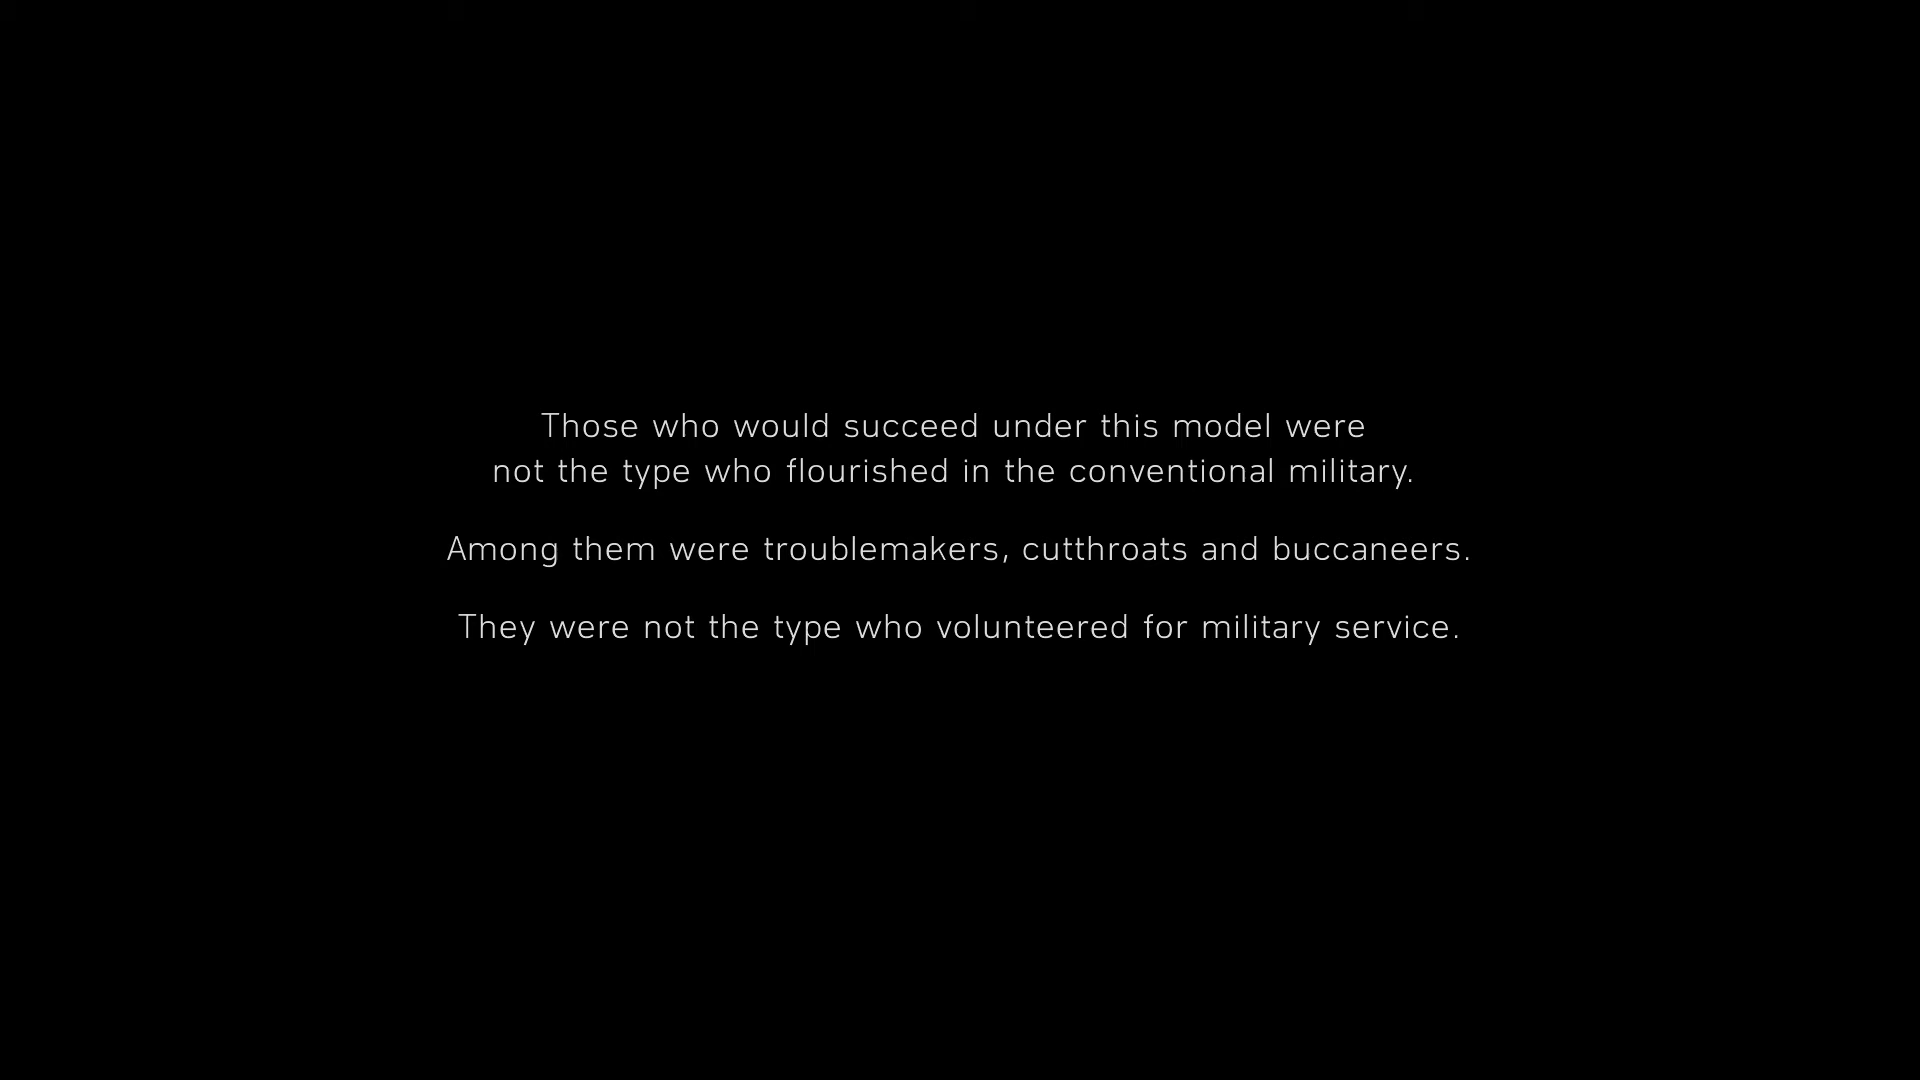 Those who would succeed under this model were
not the type who flourished in the conventional military.
Among them were troublemakers, cutthroats and buccaneers.
They were not the type who volunteered for military service.